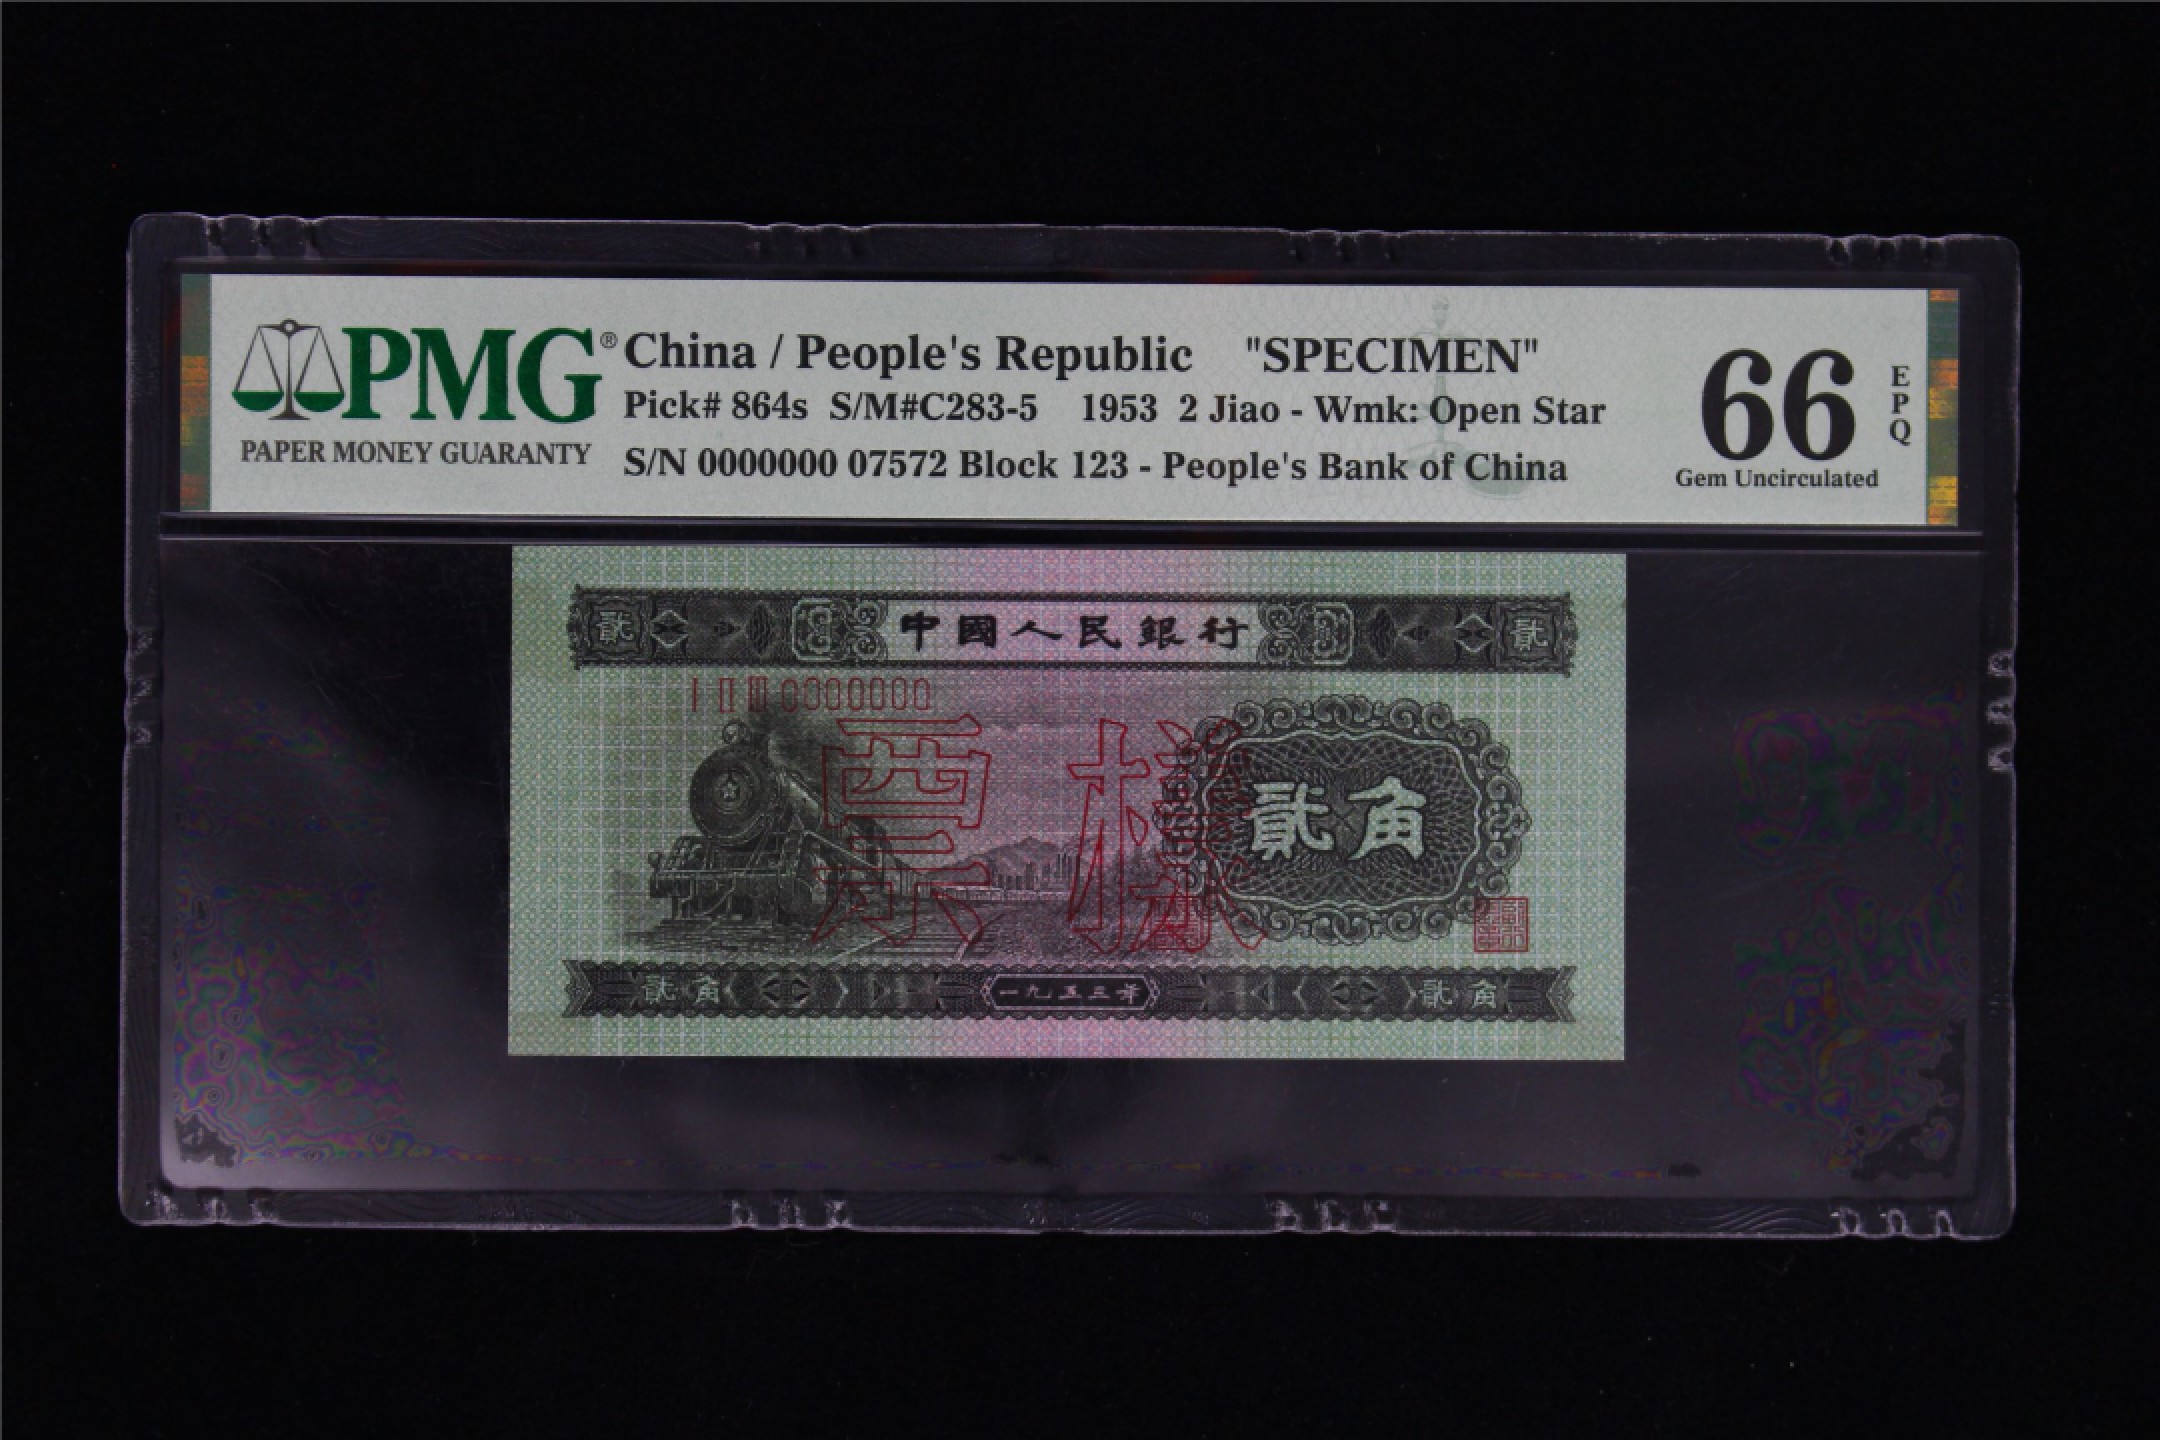 PMG®
PAPER MONEY GUARANTY
China / People's Republic "SPECIMEN"
Pick# 864s S/M#C283-5 1953 2 Jiao - Wmk: Open Star
S/N 0000000 07572 Block 123 - People's Bank of China
66
EPQ
Gem Uncirculated
貳 中國人民銀行 貳
I II III 0000000
票樣
貳角
貳角 一九五三年 貳角